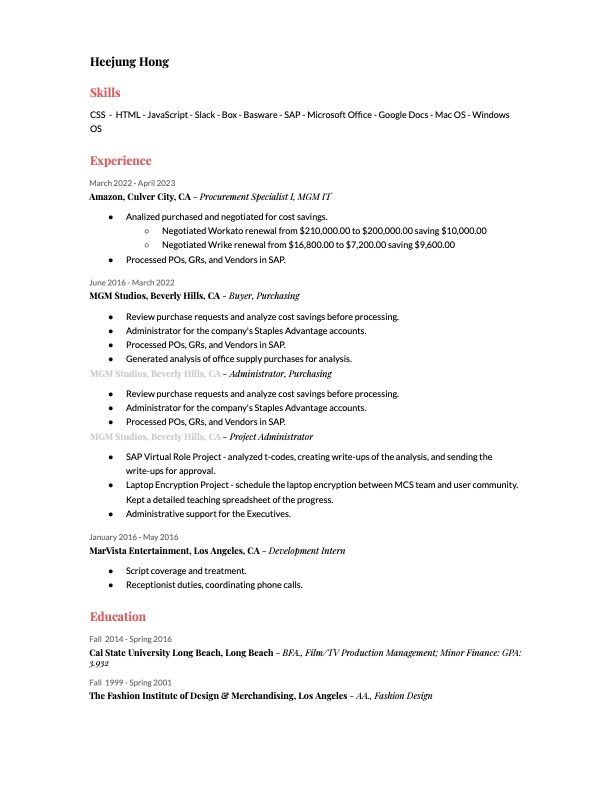 Heejung Hong
Skills
CSS - HTML - JavaScript - Slack - Box - Basware - SAP - Microsoft Office - Google Docs - Mac OS - Windows
OS
Experience
March 2022 - April 2023
Amazon, Culver City, CA - Procurement Specialist I, MGM IT
● Analized purchased and negotiated for cost savings.
○ Negotiated Workato renewal from $210,000.00 to $200,000.00 saving $10,000.00
○ Negotiated Wrike renewal from $16,800.00 to $7,200.00 saving $9,600.00
● Processed POs, GRs, and Vendors in SAP.
June 2016 - March 2022
MGM Studios, Beverly Hills, CA - Buyer, Purchasing
● Review purchase requests and analyze cost savings before processing.
● Administrator for the company's Staples Advantage accounts.
● Processed POs, GRs, and Vendors in SAP.
● Generated analysis of office supply purchases for analysis.
MGM Studios, Beverly Hills, CA - Administrator, Purchasing
● Review purchase requests and analyze cost savings before processing.
● Administrator for the company's Staples Advantage accounts.
● Processed POs, GRs, and Vendors in SAP.
MGM Studios, Beverly Hills, CA - Project Administrator
● SAP Virtual Role Project - analyzed t-codes, creating write-ups of the analysis, and sending the
write-ups for approval.
● Laptop Encryption Project - schedule the laptop encryption between MCS team and user community.
Kept a detailed teaching spreadsheet of the progress.
● Administrative support for the Executives.
January 2016 - May 2016
MarVista Entertainment, Los Angeles, CA - Development Intern
● Script coverage and treatment.
● Receptionist duties, coordinating phone calls.
Education
Fall 2014 - Spring 2016
Cal State University Long Beach, Long Beach - BFA., Film/TV Production Management; Minor Finance: GPA:
3.932
Fall 1999 - Spring 2001
The Fashion Institute of Design & Merchandising, Los Angeles - AA., Fashion Design